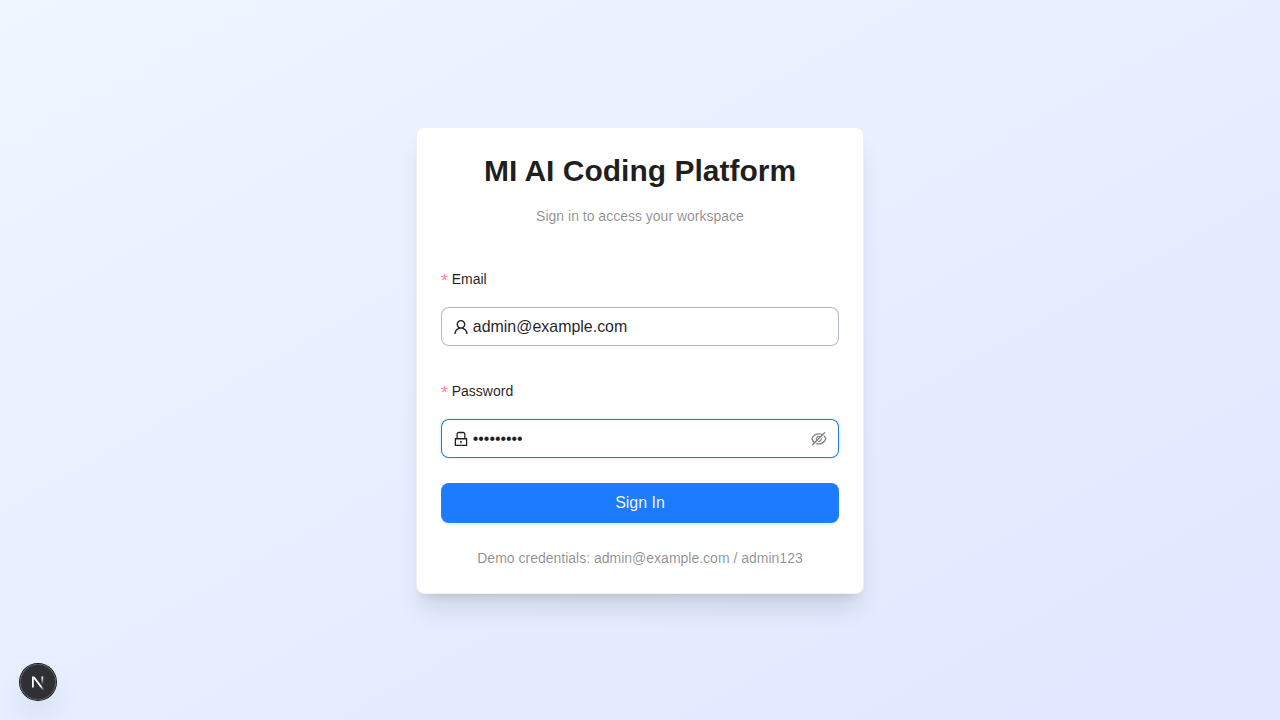 MI AI Coding Platform
Sign in to access your workspace
* Email
admin@example.com
* Password
•••••••••
Sign In
Demo credentials: admin@example.com / admin123
N